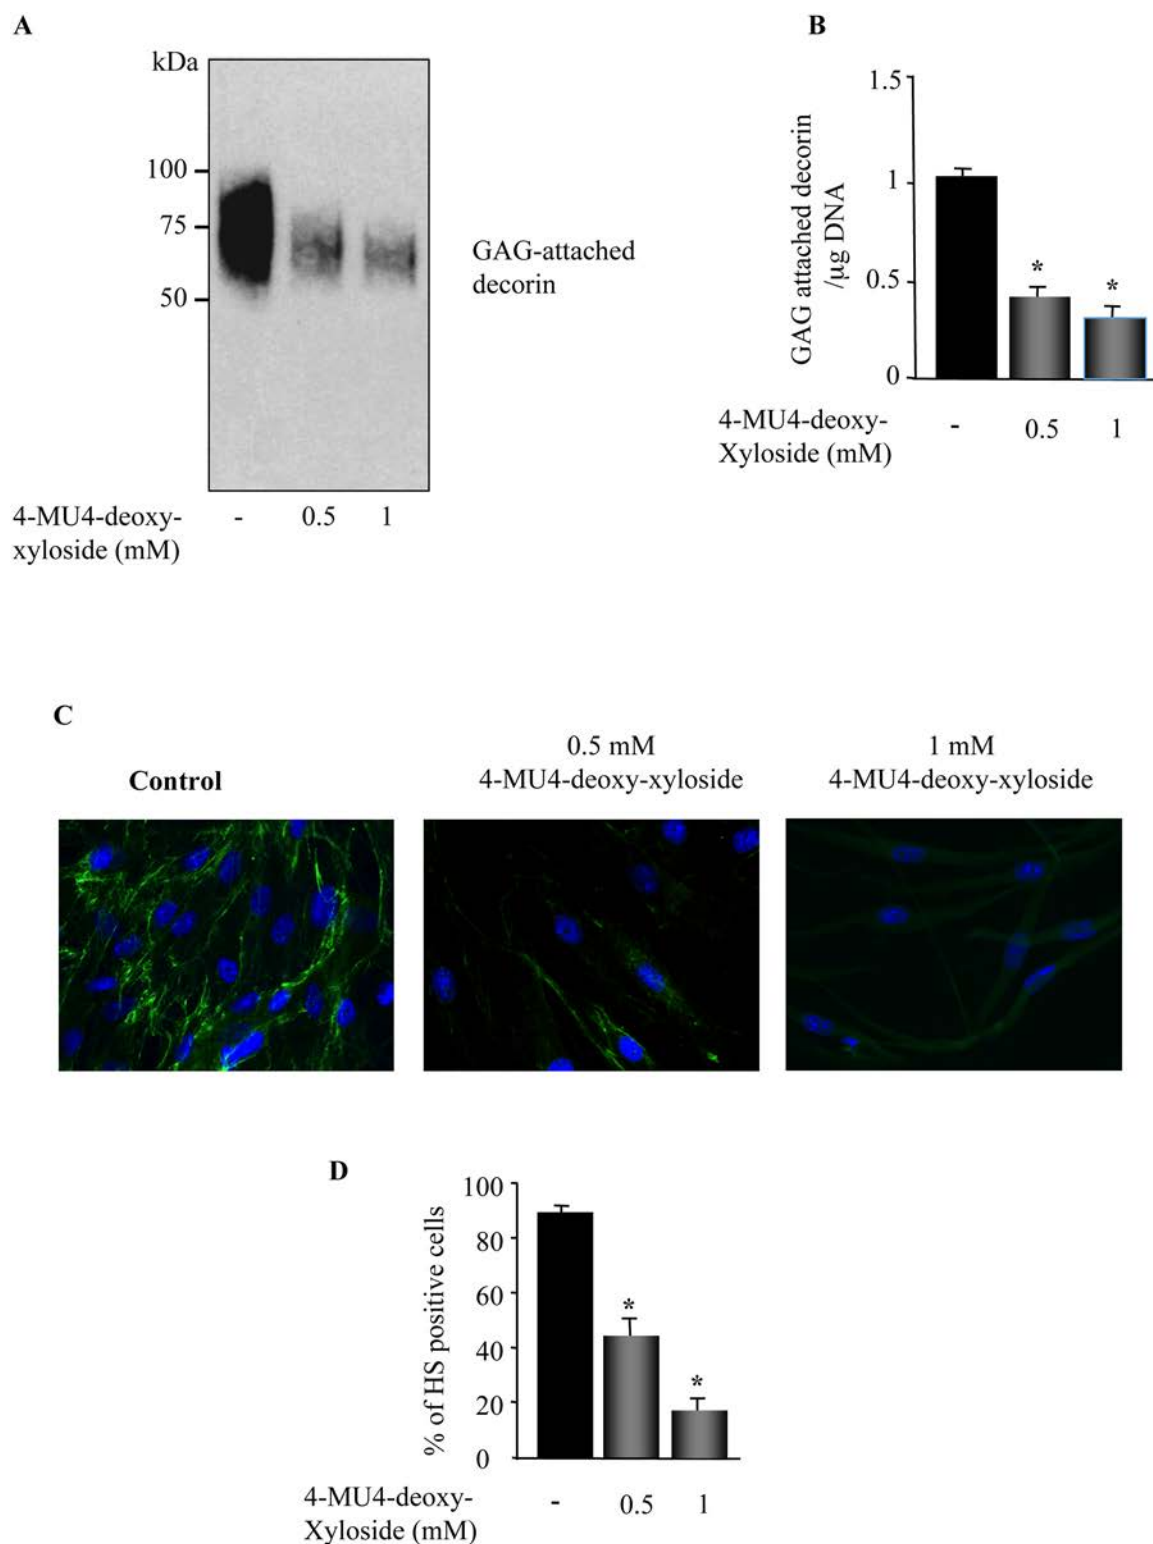 A
kDa
100
75
50
GAG-attached
decorin
4-MU4-deoxy-
xyloside (mM)
- 0.5 1
B
GAG attached decorin
/µg DNA
1.5
1
0.5
0
*
*
4-MU4-deoxy-
Xyloside (mM)
- 0.5 1
C
Control
0.5 mM
4-MU4-deoxy-xyloside
1 mM
4-MU4-deoxy-xyloside
D
% of HS positive cells
100
80
60
40
20
0
*
*
4-MU4-deoxy-
Xyloside (mM)
- 0.5 1